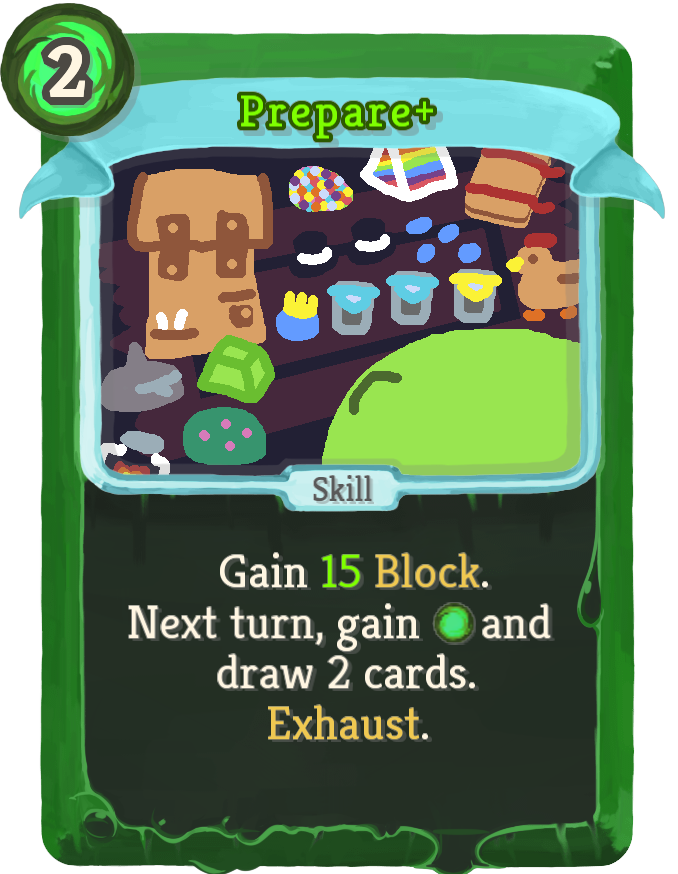 2
Prepare+
Skill
Gain 15 Block.
Next turn, gain and
draw 2 cards.
Exhaust.